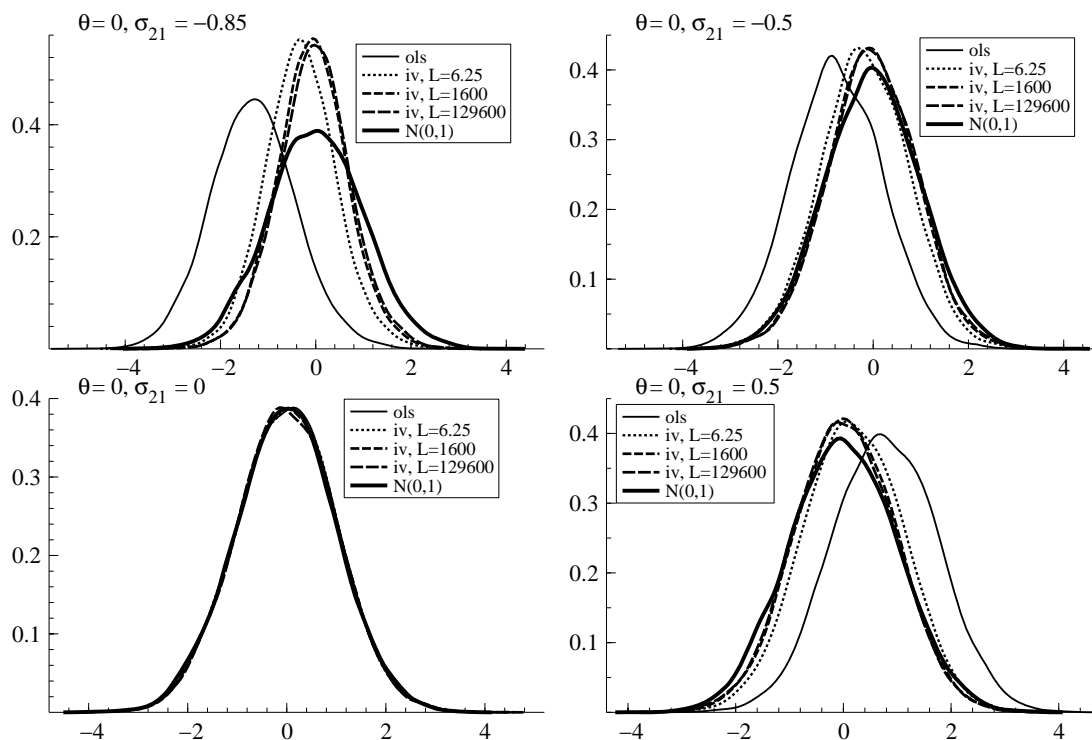 θ= 0, σ21 = −0.85
0.4
0.2
ols
iv, L=6.25
iv, L=1600
iv, L=129600
N(0,1)
−4 −2 0 2 4
θ= 0, σ21 = −0.5
0.4
0.3
0.2
0.1
ols
iv, L=6.25
iv, L=1600
iv, L=129600
N(0,1)
−4 −2 0 2 4
θ= 0, σ21 = 0
0.4
0.3
0.2
0.1
ols
iv, L=6.25
iv, L=1600
iv, L=129600
N(0,1)
−4 −2 0 2 4
θ= 0, σ21 = 0.5
0.4
0.3
0.2
0.1
ols
iv, L=6.25
iv, L=1600
iv, L=129600
N(0,1)
−4 −2 0 2 4